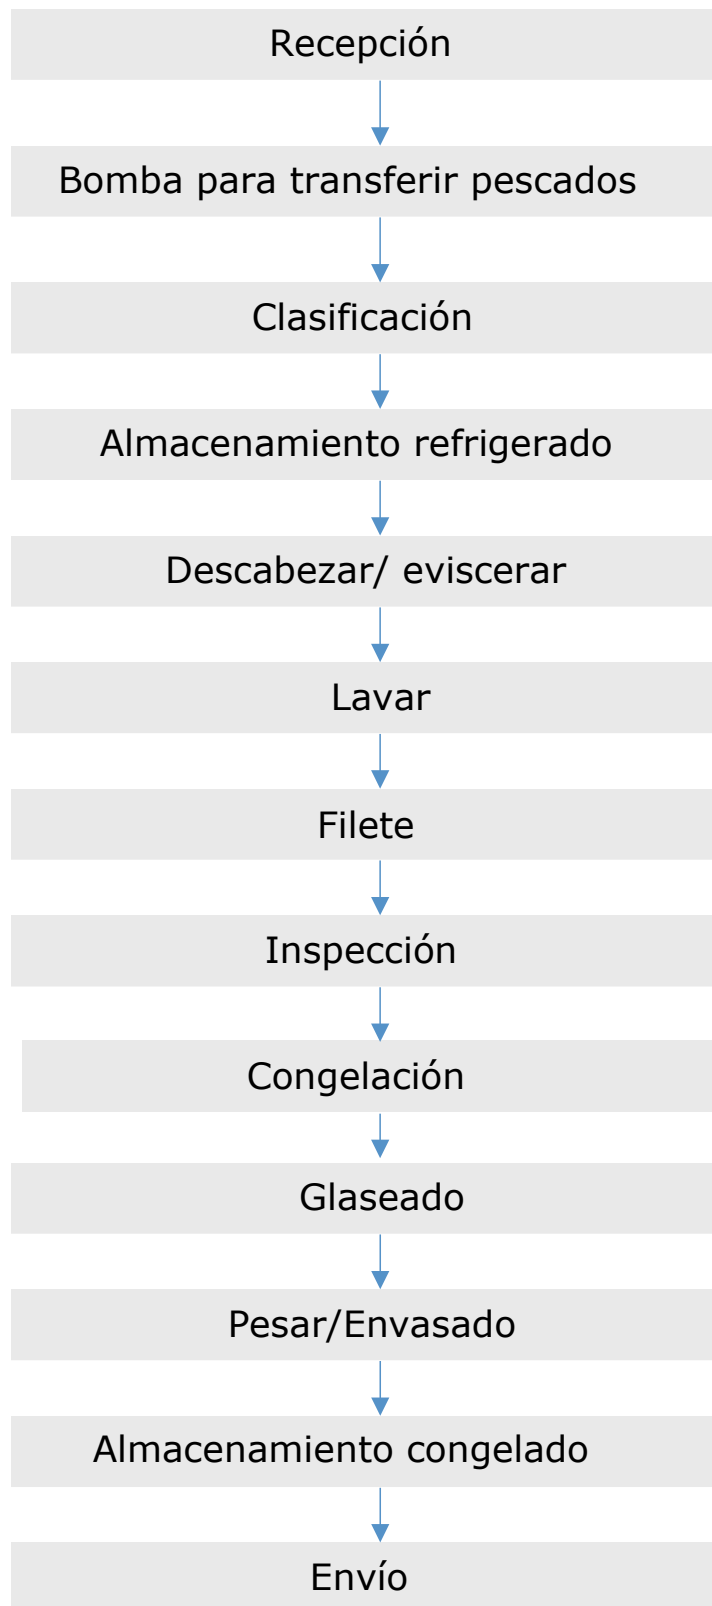 Recepción
Bomba para transferir pescados
Clasificación
Almacenamiento refrigerado
Descabezar/ eviscerar
Lavar
Filete
Inspección
Congelación
Glaseado
Pesar/Envasado
Almacenamiento congelado
Envío